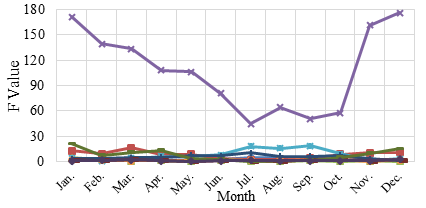 180
150
120
90
60
30
0
F Value
Jan. Feb. Mar. Apr. May. Jun. Jul. Aug. Sep. Oct. Nov. Dec.
Month